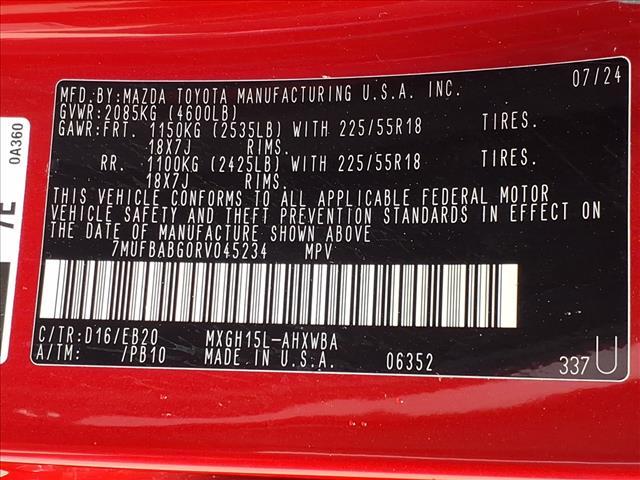 MFD.BY:MAZDA TOYOTA MANUFACTURING U.S.A. INC. 07/24
GVWR:2085KG (4600LB)
GAWR:FRT. 1150KG (2535LB) WITH 225/55R18 TIRES.
18X7J RIMS.
RR. 1100KG (2425LB) WITH 225/55R18 TIRES.
18X7J RIMS.
THIS VEHICLE CONFORMS TO ALL APPLICABLE FEDERAL MOTOR
VEHICLE SAFETY AND THEFT PREVENTION STANDARDS IN EFFECT ON
THE DATE OF MANUFACTURE SHOWN ABOVE.
7MUFBABG0RV045234 MPV
C/TR:D16/EB20 MXGH15L-AHXWBA
A/TM: /PB10 MADE IN U.S.A. 06352
337U
0A360